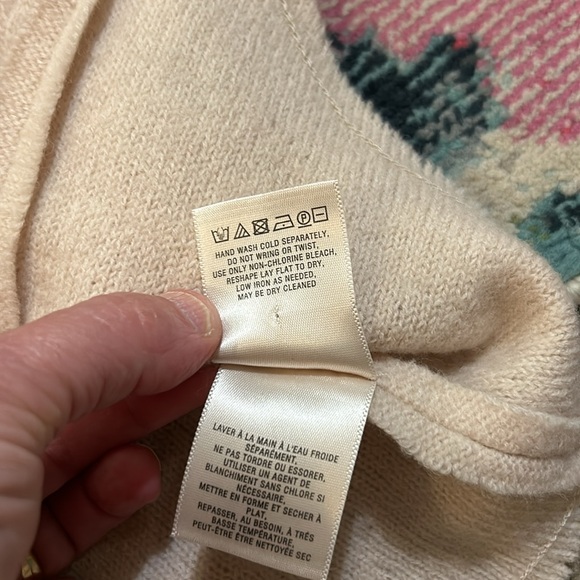 HAND WASH COLD SEPARATELY,
DO NOT WRING OR TWIST,
USE ONLY NON-CHLORINE BLEACH,
RESHAPE LAY FLAT TO DRY,
LOW IRON AS NEEDED,
MAY BE DRY CLEANED
LAVER À LA MAIN À L'EAU FROIDE
SÉPARÉMENT,
NE PAS TORDRE OU ESSORER,
UTILISER UN AGENT DE
BLANCHIMENT SANS CHLORE SI
NÉCESSAIRE,
METTRE EN FORME ET SÉCHER À
PLAT,
REPASSER, AU BESOIN, À TRÈS
BASSE TEMPÉRATURE,
PEUT-ÊTRE ÊTRE NETTOYÉE SEC